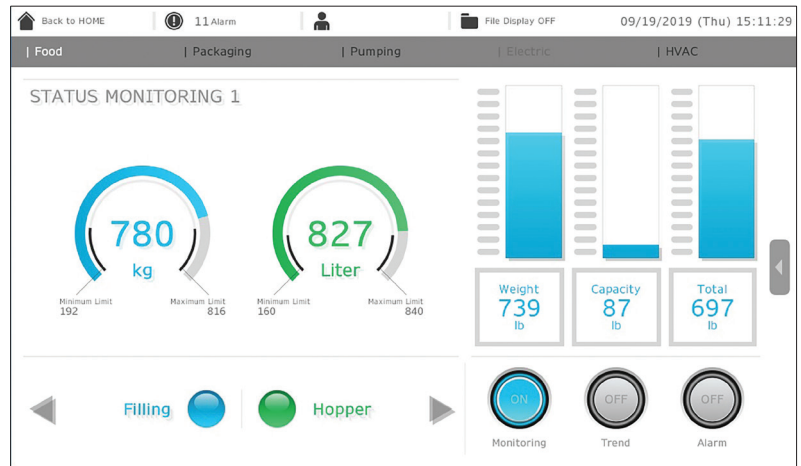 Back to HOME
11 Alarm
File Display OFF
09/19/2019 (Thu) 15:11:29
| Food
| Packaging
| Pumping
| Electric
| HVAC
STATUS MONITORING 1
780
kg
Minimum Limit
192
Maximum Limit
816
827
Liter
Minimum Limit
160
Maximum Limit
840
Weight
739
lb
Capacity
87
lb
Total
697
lb
Filling
Hopper
ON
Monitoring
OFF
Trend
OFF
Alarm